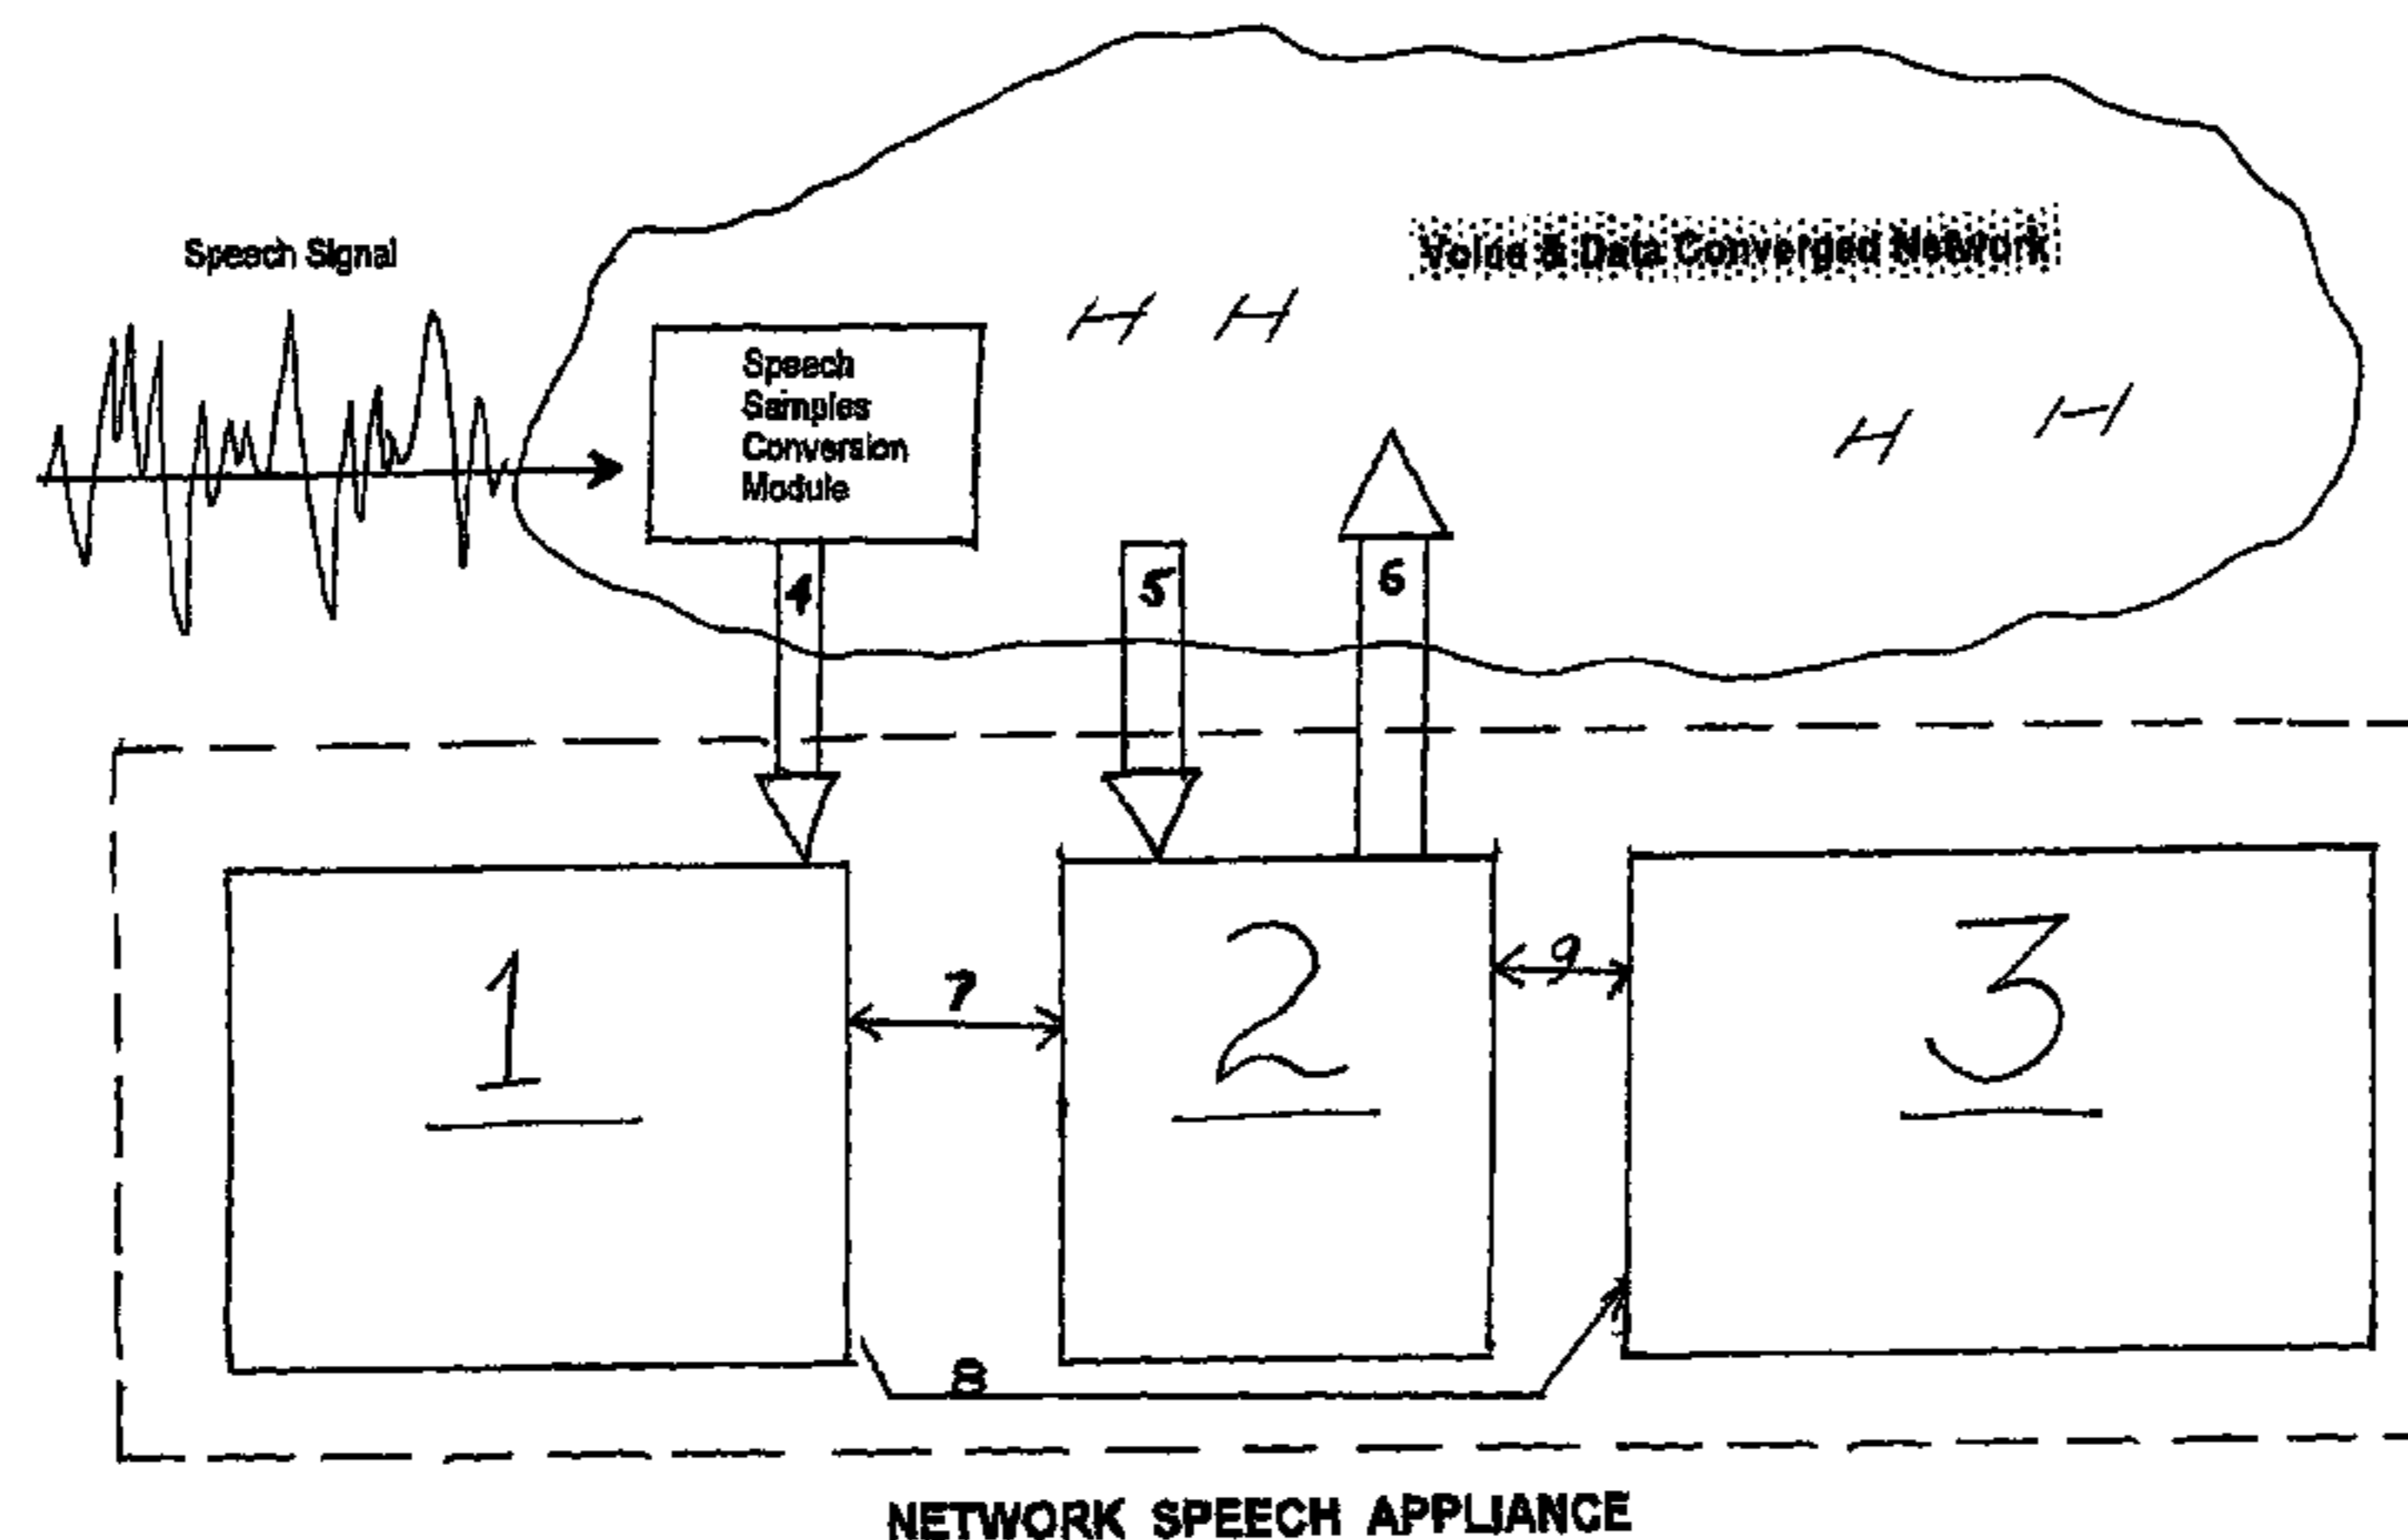 Speech Signal
Voice & Data Converged Network
Speech
Samples
Conversion
Module
4
5
6
1
2
3
7
9
8
NETWORK SPEECH APPLIANCE